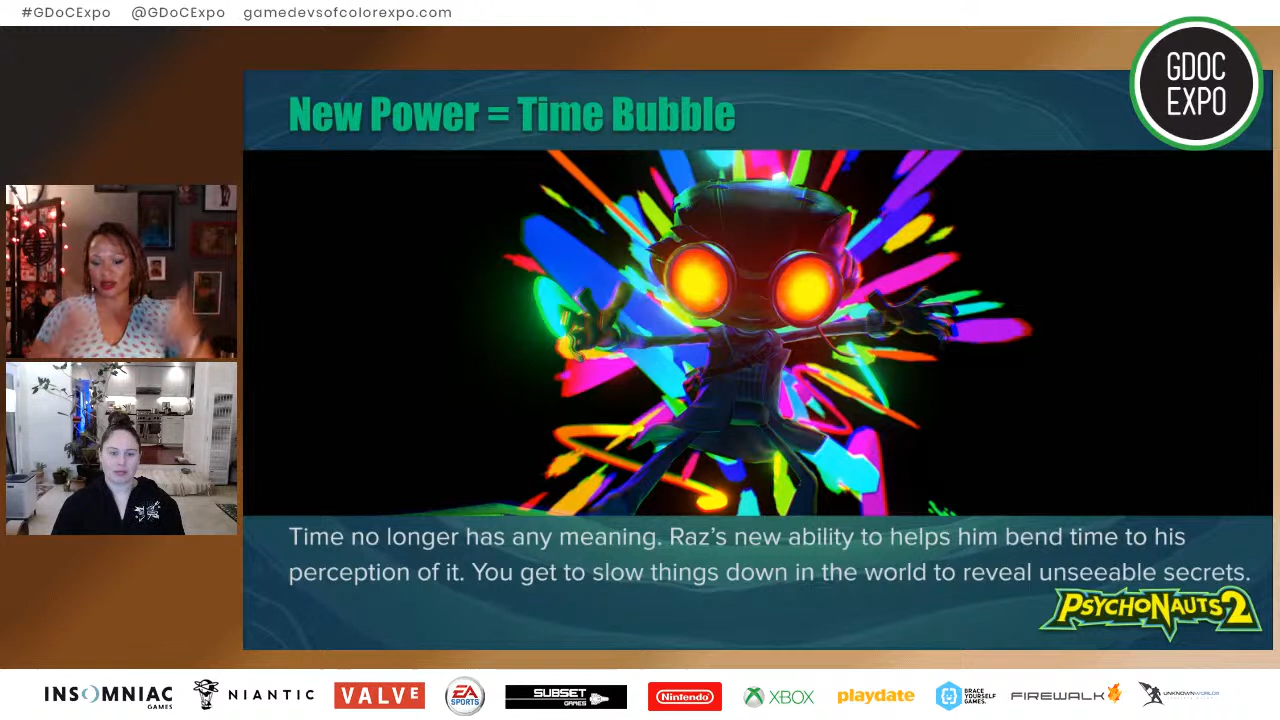 #GDoCExpo @GDoCExpo gamedevsofcolorexpo.com
GDOC
EXPO
New Power = Time Bubble
Time no longer has any meaning. Raz’s new ability to helps him bend time to his
perception of it. You get to slow things down in the world to reveal unseeable secrets.
PSYCHONAUTS 2
INSOMNIAC
GAMES
NIANTIC
VALVE
EA
SPORTS
SUBSET
GAMES
Nintendo
XBOX
playdate
BRACE
YOURSELF
GAMES.
FIREWALK
UNKNOWN WORLDS